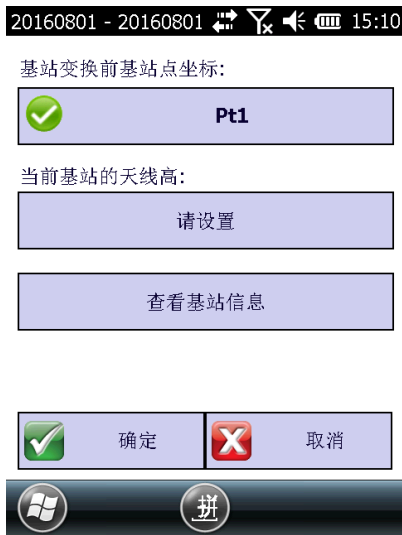 20160801 - 20160801 15:10
基站变换前基站点坐标:
Pt1
当前基站的天线高:
请设置
查看基站信息
确定 取消
拼